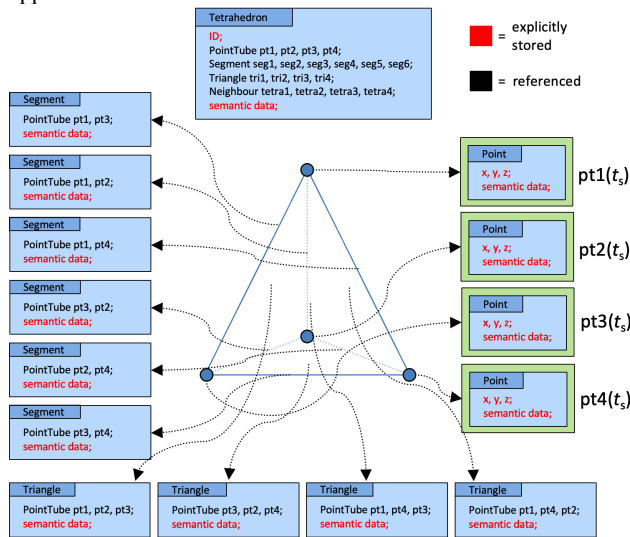 Tetrahedron
ID;
PointTube pt1, pt2, pt3, pt4;
Segment seg1, seg2, seg3, seg4, seg5, seg6;
Triangle tri1, tri2, tri3, tri4;
Neighbour tetra1, tetra2, tetra3, tetra4;
semantic data;
= explicitly
stored
= referenced
Segment
PointTube pt1, pt3;
semantic data;
Segment
PointTube pt1, pt2;
semantic data;
Segment
PointTube pt1, pt4;
semantic data;
Segment
PointTube pt3, pt2;
semantic data;
Segment
PointTube pt2, pt4;
semantic data;
Segment
PointTube pt3, pt4;
semantic data;
Point
x, y, z;
semantic data;
pt1(ts)
Point
x, y, z;
semantic data;
pt2(ts)
Point
x, y, z;
semantic data;
pt3(ts)
Point
x, y, z;
semantic data;
pt4(ts)
Triangle
PointTube pt1, pt2, pt3;
semantic data;
Triangle
PointTube pt3, pt2, pt4;
semantic data;
Triangle
PointTube pt1, pt4, pt3;
semantic data;
Triangle
PointTube pt1, pt4, pt2;
semantic data;